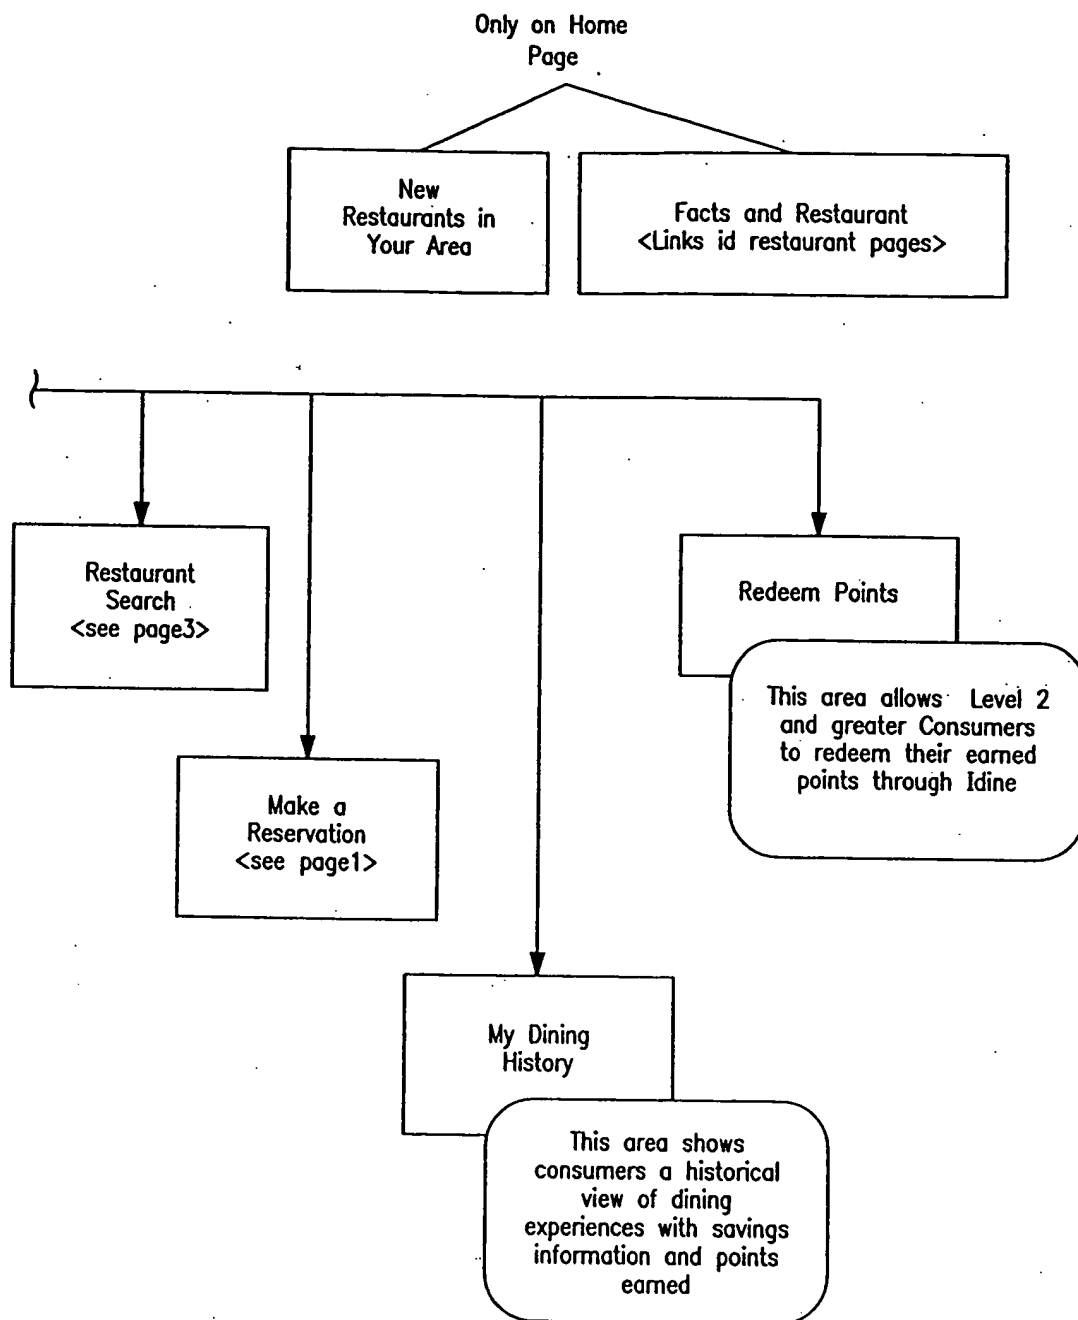 Only on Home
Page
New
Restaurants in
Your Area
Facts and Restaurant
<Links id restaurant pages>
Restaurant
Search
<see page3>
Redeem Points
This area allows Level 2
and greater Consumers
to redeem their earned
points through Idine
Make a
Reservation
<see page1>
My Dining
History
This area shows
consumers a historical
view of dining
experiences with savings
information and points
earned